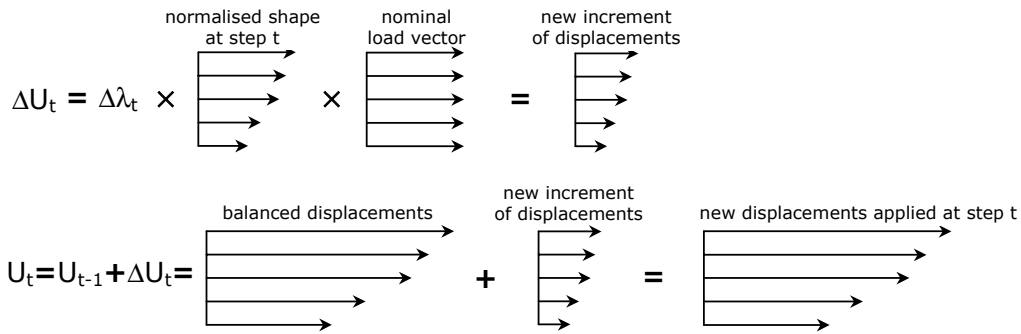 normalised shape
at step t
nominal
load vector
new increment
of displacements
ΔUt = Δλt × × =
balanced displacements
new increment
of displacements
new displacements applied at step t
Ut=Ut-1+ΔUt= + =